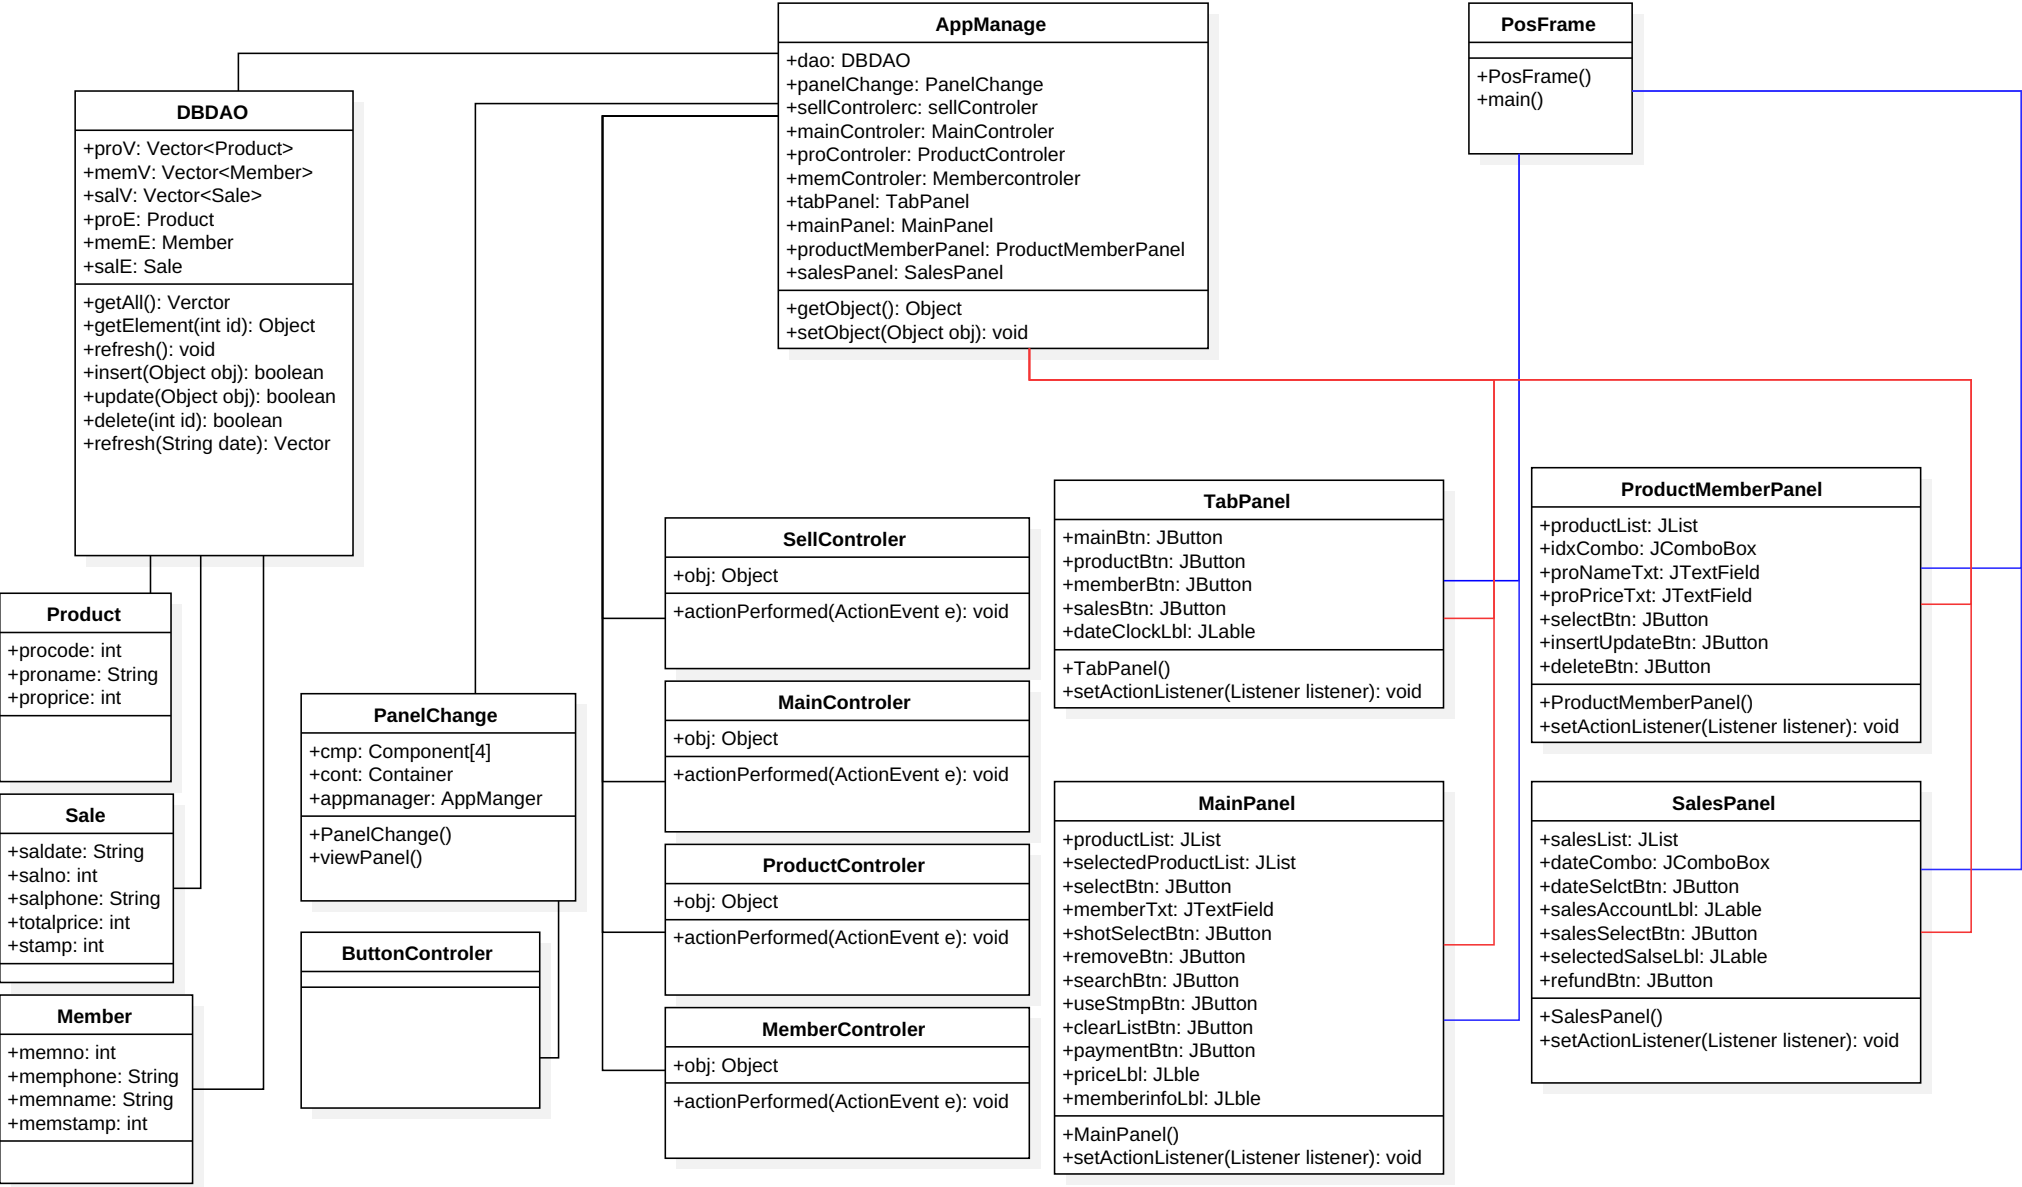 AppManage
+dao: DBDAO
+panelChange: PanelChange
+sellControlerc: sellControler
+mainControler: MainControler
+proControler: ProductControler
+memControler: Membercontroler
+tabPanel: TabPanel
+mainPanel: MainPanel
+productMemberPanel: ProductMemberPanel
+salesPanel: SalesPanel
+getObject(): Object
+setObject(Object obj): void
PosFrame
+PosFrame()
+main()
DBDAO
+proV: Vector<Product>
+memV: Vector<Member>
+salV: Vector<Sale>
+proE: Product
+memE: Member
+salE: Sale
+getAll(): Verctor
+getElement(int id): Object
+refresh(): void
+insert(Object obj): boolean
+update(Object obj): boolean
+delete(int id): boolean
+refresh(String date): Vector
Product
+procode: int
+proname: String
+proprice: int
Sale
+saldate: String
+salno: int
+salphone: String
+totalprice: int
+stamp: int
Member
+memno: int
+memphone: String
+memname: String
+memstamp: int
PanelChange
+cmp: Component[4]
+cont: Container
+appmanager: AppManger
+PanelChange()
+viewPanel()
ButtonControler
SellControler
+obj: Object
+actionPerformed(ActionEvent e): void
MainControler
+obj: Object
+actionPerformed(ActionEvent e): void
ProductControler
+obj: Object
+actionPerformed(ActionEvent e): void
MemberControler
+obj: Object
+actionPerformed(ActionEvent e): void
TabPanel
+mainBtn: JButton
+productBtn: JButton
+memberBtn: JButton
+salesBtn: JButton
+dateClockLbl: JLable
+TabPanel()
+setActionListener(Listener listener): void
MainPanel
+productList: JList
+selectedProductList: JList
+selectBtn: JButton
+memberTxt: JTextField
+shotSelectBtn: JButton
+removeBtn: JButton
+searchBtn: JButton
+useStmpBtn: JButton
+clearListBtn: JButton
+paymentBtn: JButton
+priceLbl: JLble
+memberinfoLbl: JLble
+MainPanel()
+setActionListener(Listener listener): void
ProductMemberPanel
+productList: JList
+idxCombo: JComboBox
+proNameTxt: JTextField
+proPriceTxt: JTextField
+selectBtn: JButton
+insertUpdateBtn: JButton
+deleteBtn: JButton
+ProductMemberPanel()
+setActionListener(Listener listener): void
SalesPanel
+salesList: JList
+dateCombo: JComboBox
+dateSelctBtn: JButton
+salesAccountLbl: JLable
+salesSelectBtn: JButton
+selectedSalseLbl: JLable
+refundBtn: JButton
+SalesPanel()
+setActionListener(Listener listener): void